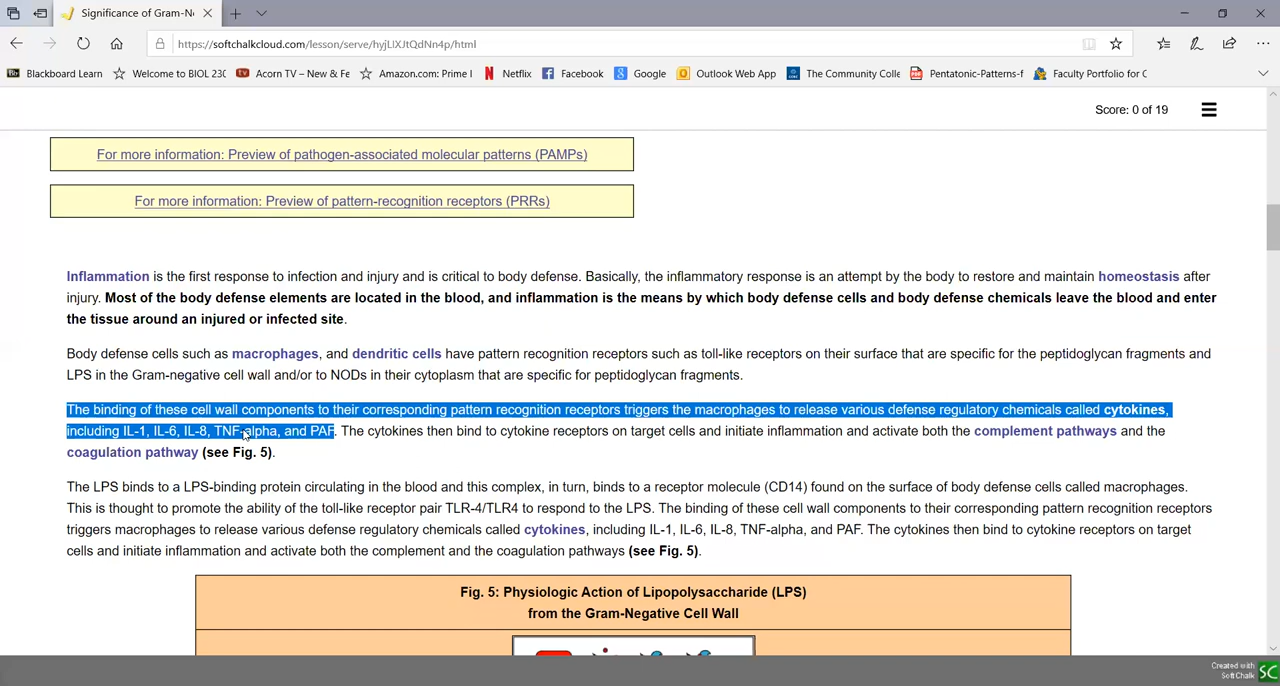 Significance of Gram-N
https://softchalkcloud.com/lesson/serve/hyjLIXJtQdNn4p/html
Blackboard Learn Welcome to BIOL 230 Acorn TV – New & Fe Amazon.com: Prime I Netflix Facebook Google Outlook Web App The Community Colle Pentatonic-Patterns-f Faculty Portfolio for C
Score: 0 of 19
For more information: Preview of pathogen-associated molecular patterns (PAMPs)
For more information: Preview of pattern-recognition receptors (PRRs)
Inflammation is the first response to infection and injury and is critical to body defense. Basically, the inflammatory response is an attempt by the body to restore and maintain homeostasis after
injury. Most of the body defense elements are located in the blood, and inflammation is the means by which body defense cells and body defense chemicals leave the blood and enter
the tissue around an injured or infected site.
Body defense cells such as macrophages, and dendritic cells have pattern recognition receptors such as toll-like receptors on their surface that are specific for the peptidoglycan fragments and
LPS in the Gram-negative cell wall and/or to NODs in their cytoplasm that are specific for peptidoglycan fragments.
The binding of these cell wall components to their corresponding pattern recognition receptors triggers the macrophages to release various defense regulatory chemicals called cytokines,
including IL-1, IL-6, IL-8, TNF-alpha, and PAF. The cytokines then bind to cytokine receptors on target cells and initiate inflammation and activate both the complement pathways and the
coagulation pathway (see Fig. 5).
The LPS binds to a LPS-binding protein circulating in the blood and this complex, in turn, binds to a receptor molecule (CD14) found on the surface of body defense cells called macrophages.
This is thought to promote the ability of the toll-like receptor pair TLR-4/TLR4 to respond to the LPS. The binding of these cell wall components to their corresponding pattern recognition receptors
triggers macrophages to release various defense regulatory chemicals called cytokines, including IL-1, IL-6, IL-8, TNF-alpha, and PAF. The cytokines then bind to cytokine receptors on target
cells and initiate inflammation and activate both the complement and the coagulation pathways (see Fig. 5).
Fig. 5: Physiologic Action of Lipopolysaccharide (LPS)
from the Gram-Negative Cell Wall
Created with
SoftChalk
SC